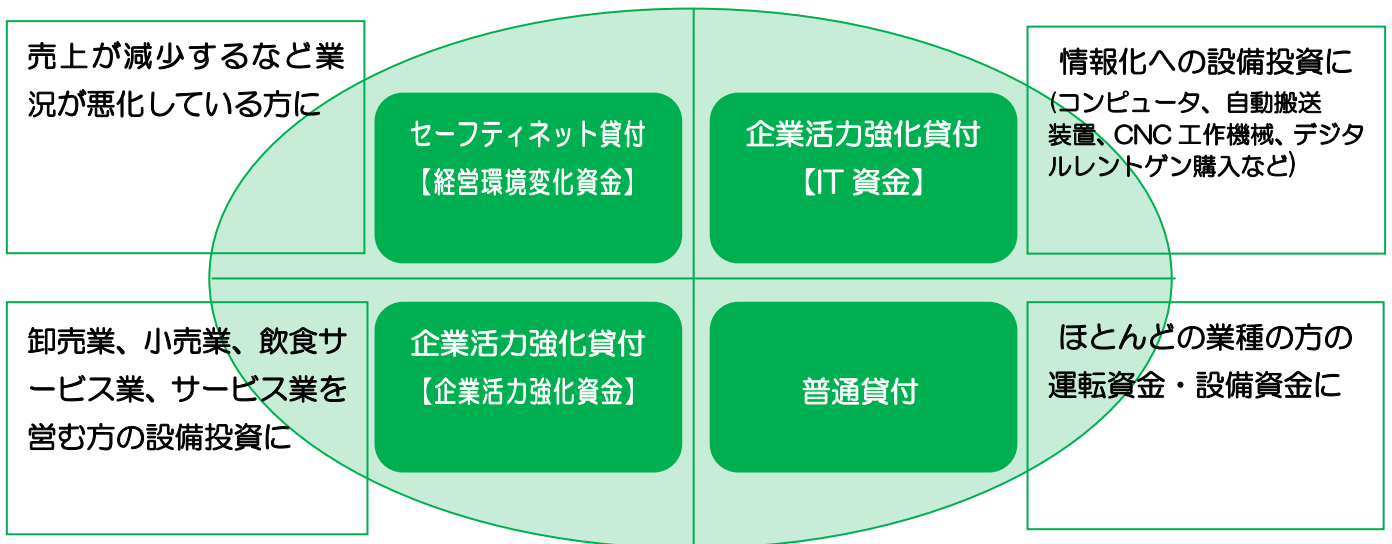 売上が減少するなど業
況が悪化している方に
セーフティネット貸付
【経営環境変化資金】
企業活力強化貸付
【IT 資金】
情報化への設備投資に
(コンピュータ、自動搬送
装置、CNC 工作機械、デジタ
ルレントゲン購入など)
卸売業、小売業、飲食サ
ービス業、サービス業を
営む方の設備投資に
企業活力強化貸付
【企業活力強化資金】
普通貸付
ほとんどの業種の方の
運転資金・設備資金に